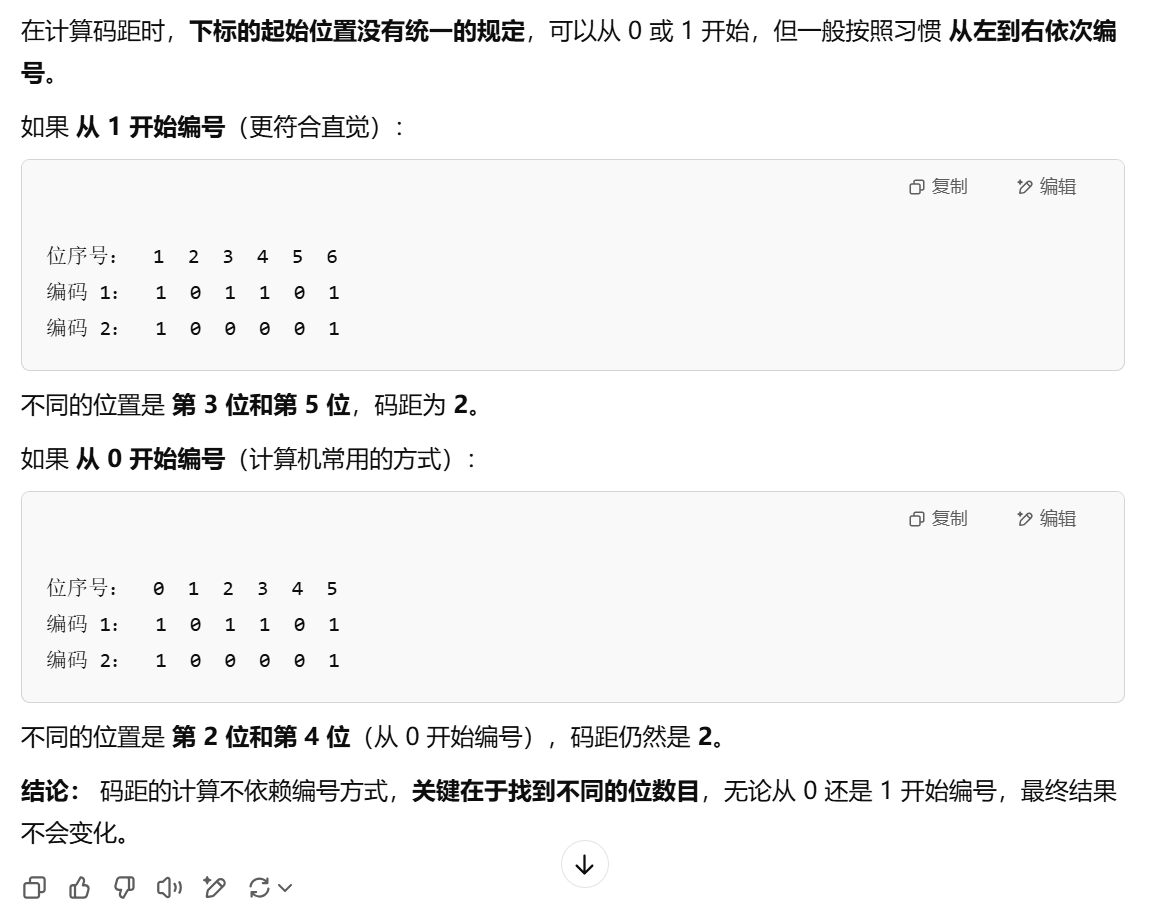 在计算码距时，下标的起始位置没有统一的规定，可以从 0 或 1 开始，但一般按照习惯 从左到右依次编
号。
如果 从 1 开始编号（更符合直觉）：
复制 编辑
位序号： 1 2 3 4 5 6
编码 1： 1 0 1 1 0 1
编码 2： 1 0 0 0 0 1
不同的位置是 第 3 位和第 5 位，码距为 2。
如果 从 0 开始编号（计算机常用的方式）：
复制 编辑
位序号： 0 1 2 3 4 5
编码 1： 1 0 1 1 0 1
编码 2： 1 0 0 0 0 1
不同的位置是 第 2 位和第 4 位（从 0 开始编号），码距仍然是 2。
结论： 码距的计算不依赖编号方式，关键在于找到不同的位数目，无论从 0 还是 1 开始编号，最终结果
不会变化。